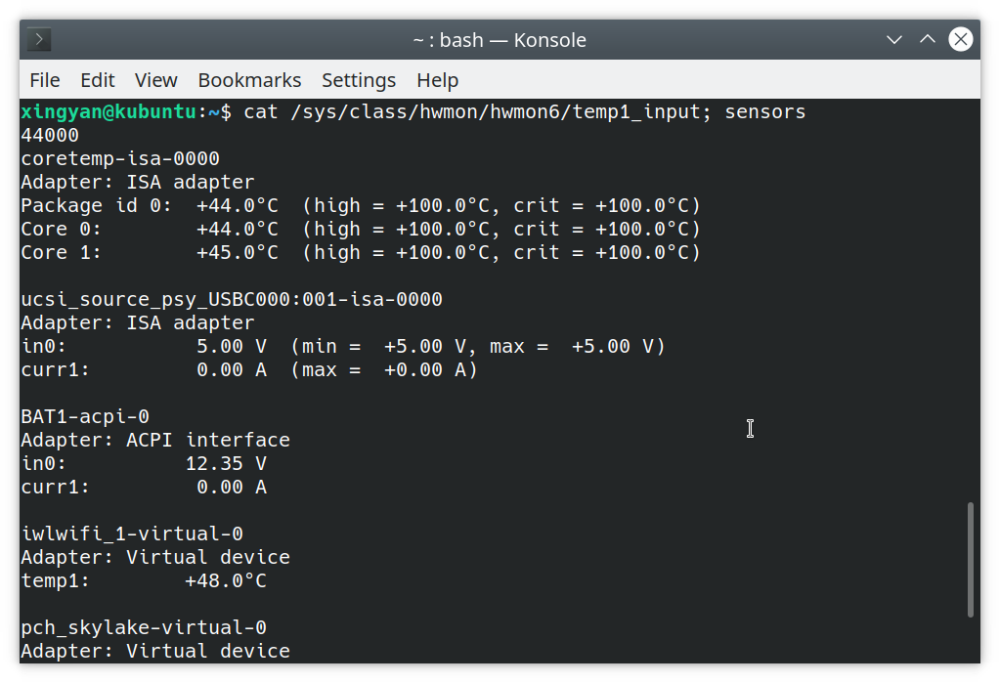 ~ : bash — Konsole
File Edit View Bookmarks Settings Help
xingyan@kubuntu:~$ cat /sys/class/hwmon/hwmon6/temp1_input; sensors
44000
coretemp-isa-0000
Adapter: ISA adapter
Package id 0:  +44.0°C  (high = +100.0°C, crit = +100.0°C)
Core 0:        +44.0°C  (high = +100.0°C, crit = +100.0°C)
Core 1:        +45.0°C  (high = +100.0°C, crit = +100.0°C)

ucsi_source_psy_USBC000:001-isa-0000
Adapter: ISA adapter
in0:           5.00 V  (min =  +5.00 V, max =  +5.00 V)
curr1:         0.00 A  (max =  +0.00 A)

BAT1-acpi-0
Adapter: ACPI interface
in0:          12.35 V
curr1:         0.00 A

iwlwifi_1-virtual-0
Adapter: Virtual device
temp1:        +48.0°C

pch_skylake-virtual-0
Adapter: Virtual device